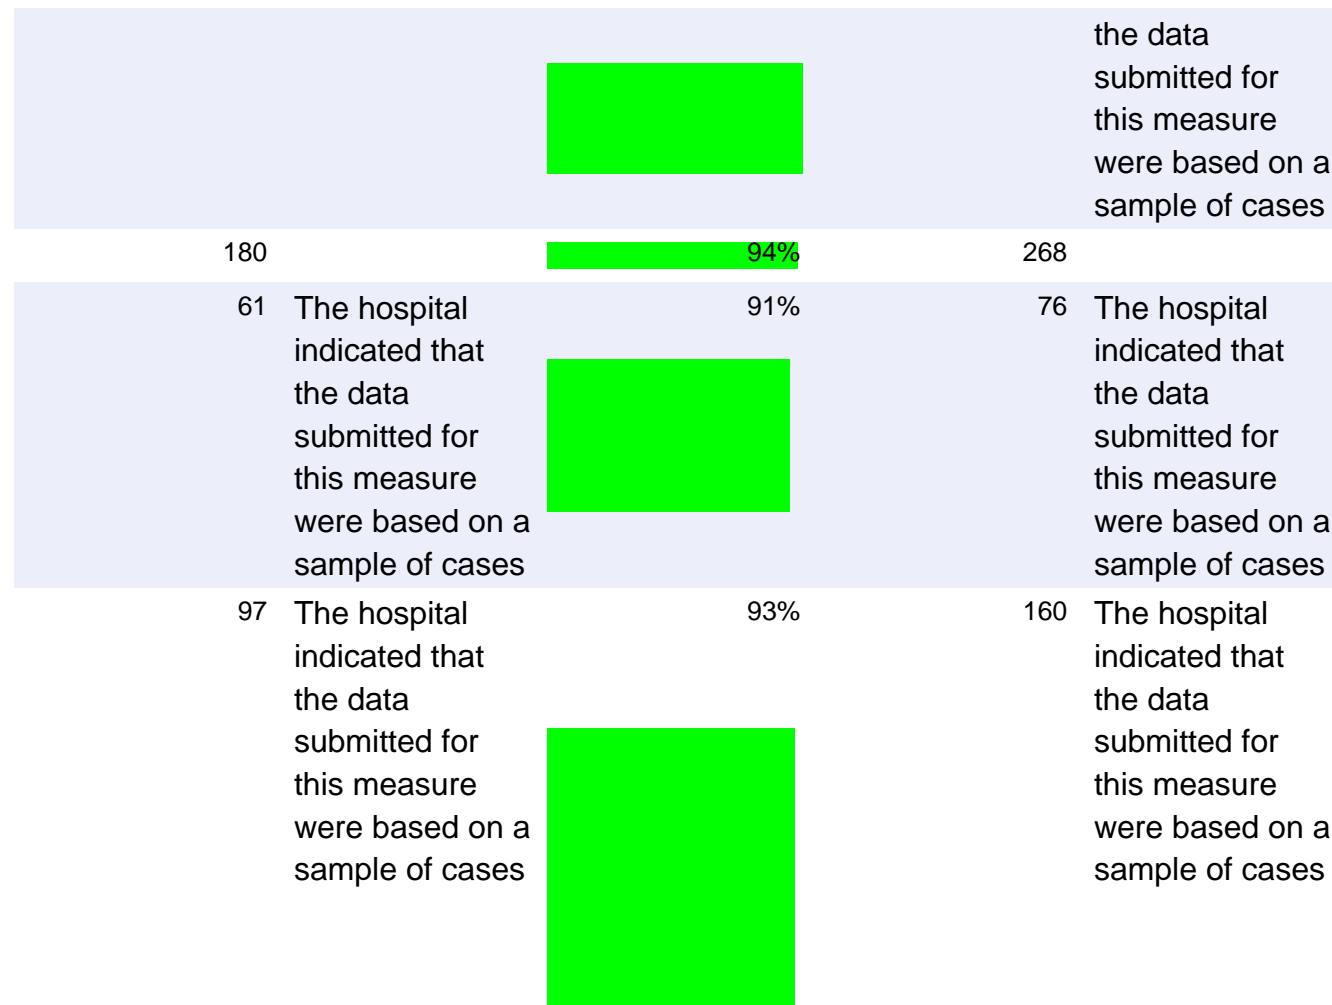 the data
submitted for
this measure
were based on a
sample of cases
180 94% 268
61 The hospital 91% 76 The hospital
indicated that indicated that
the data the data
submitted for submitted for
this measure this measure
were based on a were based on a
sample of cases sample of cases
97 The hospital 93% 160 The hospital
indicated that indicated that
the data the data
submitted for submitted for
this measure this measure
were based on a were based on a
sample of cases sample of cases